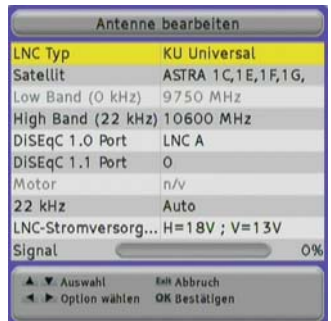 Antenne bearbeiten
LNC Typ KU Universal
Satellit ASTRA 1C,1E,1F,1G,
Low Band (0 kHz) 9750 MHz
High Band (22 kHz) 10600 MHz
DiSEqC 1.0 Port LNC A
DiSEqC 1.1 Port 0
Motor n/v
22 kHz Auto
LNC-Stromversorg... H=18V ; V=13V
Signal 0%
▲ ▼ Auswahl Exit Abbruch
◄ ► Option wählen OK Bestätigen